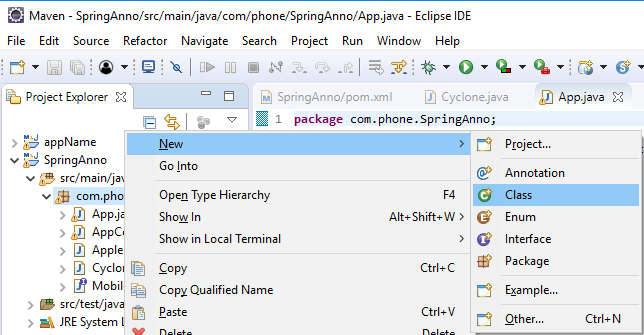 Maven - SpringAnno/src/main/java/com/phone/SpringAnno/App.java - Eclipse IDE
File Edit Source Refactor Navigate Search Project Run Window Help
Project Explorer
SpringAnno/pom.xml Cyclone.java App.java
1 package com.phone.SpringAnno;
appName
SpringAnno
src/main/jav
com.pho
App.ja
AppCo
Apple
Cyclo
Mobil
src/test/java
JRE System L
New
Go Into
Open Type Hierarchy F4
Show In Alt+Shift+W
Show in Local Terminal
Copy Ctrl+C
Copy Qualified Name
Paste Ctrl+V
Delete Delete
Project...
Annotation
Class
Enum
Interface
Package
Example...
Other... Ctrl+N